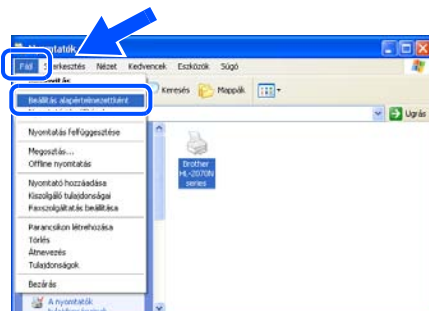 Nyomtatók
Fájl Szerkesztés Nézet Kedvencek Eszközök Súgó
Beállítás alapértelmezettként
Keresés Mappák
Ugrás
Nyomtatás felfüggesztése
Megosztás...
Offline nyomtatás
Nyomtató hozzáadása
Kiszolgáló tulajdonságai
Faxszolgáltatás beállítása
Parancsikon létrehozása
Törlés
Átnevezés
Tulajdonságok
Bezárás
Brother
HL-2070N
series
A nyomtatók